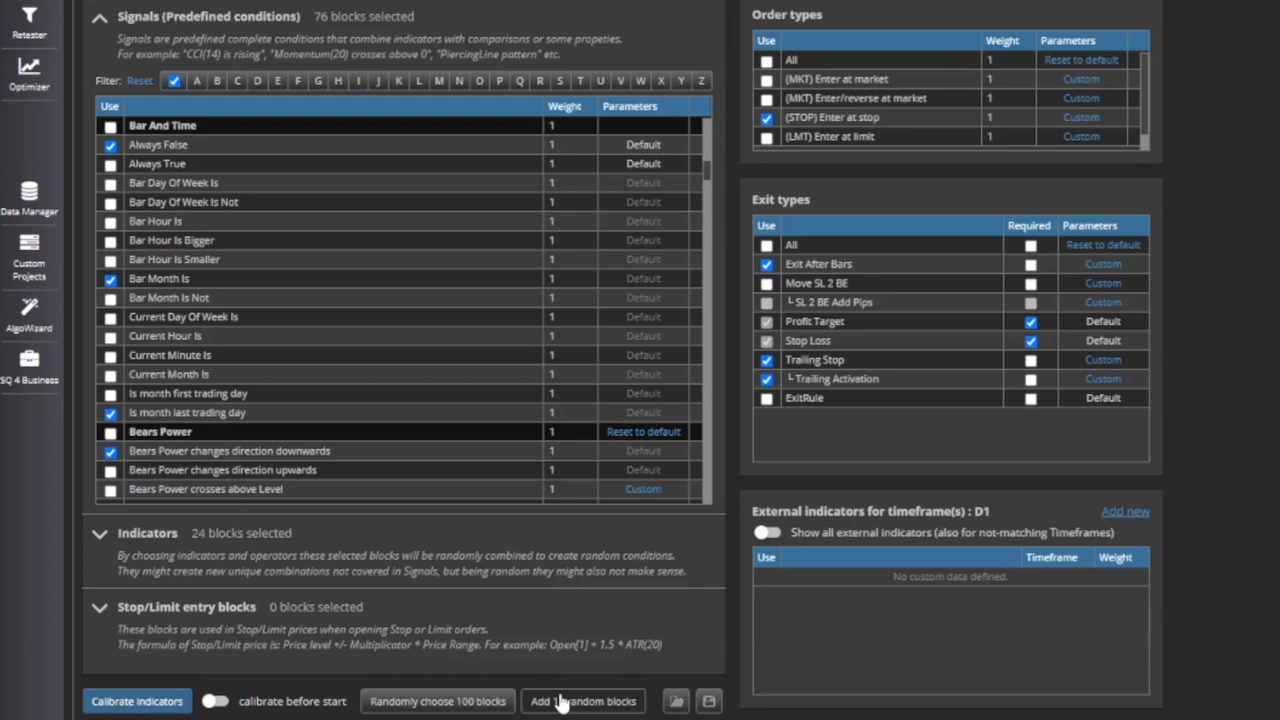 Retester
Optimizer
Data Manager
Custom
Projects
AlgoWizard
SQ 4 Business
Signals (Predefined conditions) 76 blocks selected
Signals are predefined complete conditions that combine indicators with comparisons or some propeties.
For example: "CCI(14) is rising", "Momentum(20) crosses above 0", "PiercingLine pattern" etc.
Filter: Reset A B C D E F G H I J K L M N O P Q R S T U V W X Y Z
Use Weight Parameters
Bar And Time 1
Always False 1 Default
Always True 1 Default
Bar Day Of Week Is 1 Default
Bar Day Of Week Is Not 1 Default
Bar Hour Is 1 Default
Bar Hour Is Bigger 1 Default
Bar Hour Is Smaller 1 Default
Bar Month Is 1 Default
Bar Month Is Not 1 Default
Current Day Of Week Is 1 Default
Current Hour Is 1 Default
Current Minute Is 1 Default
Current Month Is 1 Default
Is month first trading day 1 Default
Is month last trading day 1 Default
Bears Power 1 Reset to default
Bears Power changes direction downwards 1 Default
Bears Power changes direction upwards 1 Default
Bears Power crosses above Level 1 Custom
Indicators 24 blocks selected
By choosing indicators and operators these selected blocks will be randomly combined to create random conditions.
They might create new unique combinations not covered in Signals, but being random they might also not make sense.
Stop/Limit entry blocks 0 blocks selected
These blocks are used in Stop/Limit prices when opening Stop or Limit orders.
The formula of Stop/Limit price is: Price level +/- Multiplicator * Price Range. For example: Open[1] + 1.5 * ATR(20)
Calibrate indicators calibrate before start Randomly choose 100 blocks Add random blocks
Order types
Use Weight Parameters
All 1 Reset to default
(MKT) Enter at market 1 Custom
(MKT) Enter/reverse at market 1 Custom
(STOP) Enter at stop 1 Custom
(LMT) Enter at limit 1 Custom
Exit types
Use Required Parameters
All Reset to default
Exit After Bars Custom
Move SL 2 BE Custom
SL 2 BE Add Pips Custom
Profit Target Default
Stop Loss Default
Trailing Stop Custom
Trailing Activation Custom
ExitRule Default
External indicators for timeframe(s) : D1 Add new
Show all external indicators (also for not-matching Timeframes)
Use Timeframe Weight
No custom data defined.